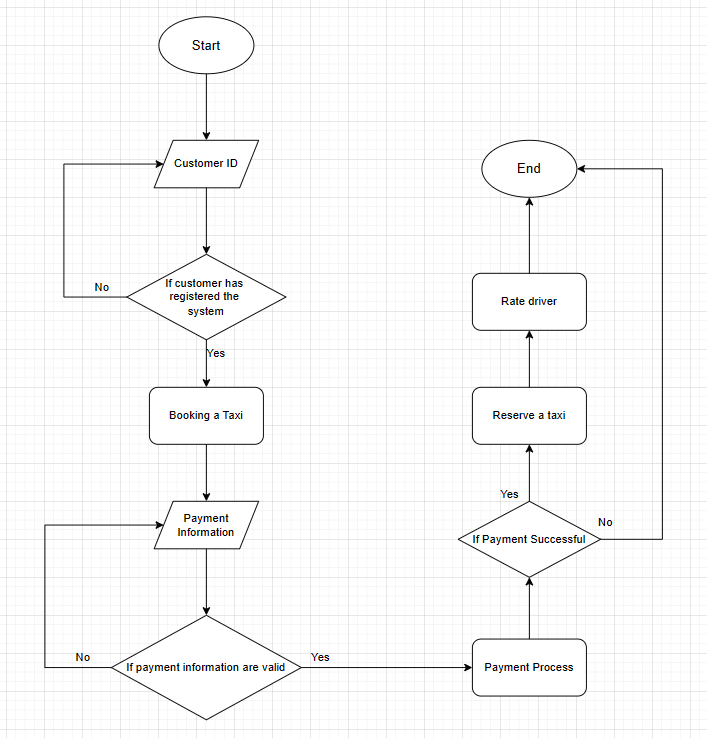 Start
Customer ID
No
If customer has
registered the
system
Yes
Booking a Taxi
Payment
Information
No
If payment information are valid
Yes
Payment Process
If Payment Successful
Yes
No
Reserve a taxi
Rate driver
End